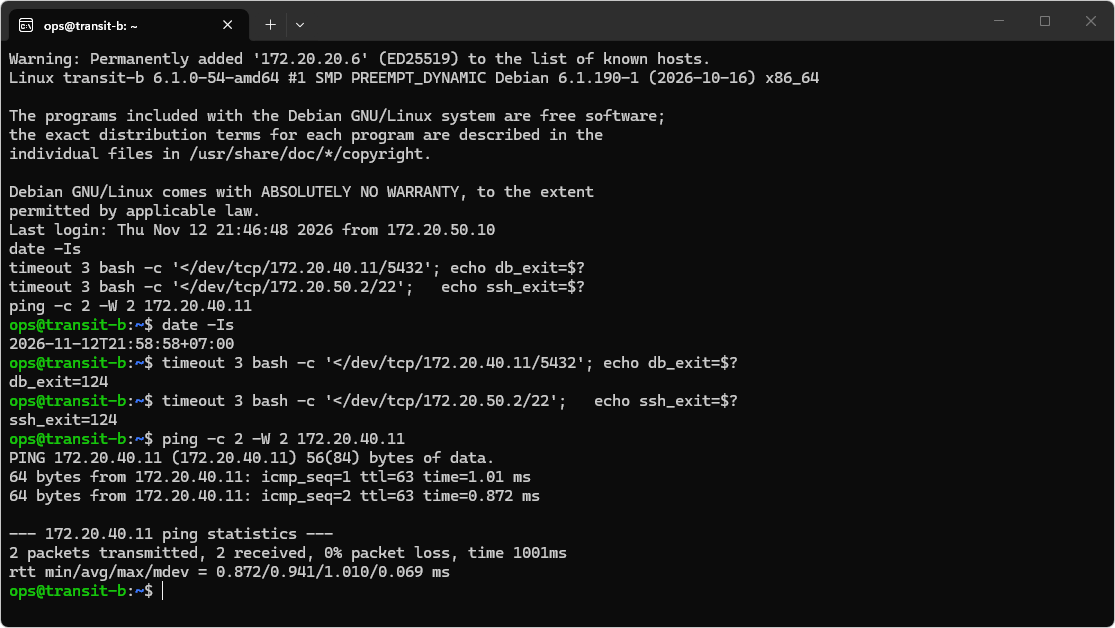 ops@transit-b: ~
Warning: Permanently added '172.20.20.6' (ED25519) to the list of known hosts.
Linux transit-b 6.1.0-54-amd64 #1 SMP PREEMPT_DYNAMIC Debian 6.1.190-1 (2026-10-16) x86_64

The programs included with the Debian GNU/Linux system are free software;
the exact distribution terms for each program are described in the
individual files in /usr/share/doc/*/copyright.

Debian GNU/Linux comes with ABSOLUTELY NO WARRANTY, to the extent
permitted by applicable law.
Last login: Thu Nov 12 21:46:48 2026 from 172.20.50.10
date -Is
timeout 3 bash -c '</dev/tcp/172.20.40.11/5432'; echo db_exit=$?
timeout 3 bash -c '</dev/tcp/172.20.50.2/22';   echo ssh_exit=$?
ping -c 2 -W 2 172.20.40.11
ops@transit-b:~$ date -Is
2026-11-12T21:58:58+07:00
ops@transit-b:~$ timeout 3 bash -c '</dev/tcp/172.20.40.11/5432'; echo db_exit=$?
db_exit=124
ops@transit-b:~$ timeout 3 bash -c '</dev/tcp/172.20.50.2/22';   echo ssh_exit=$?
ssh_exit=124
ops@transit-b:~$ ping -c 2 -W 2 172.20.40.11
PING 172.20.40.11 (172.20.40.11) 56(84) bytes of data.
64 bytes from 172.20.40.11: icmp_seq=1 ttl=63 time=1.01 ms
64 bytes from 172.20.40.11: icmp_seq=2 ttl=63 time=0.872 ms

--- 172.20.40.11 ping statistics ---
2 packets transmitted, 2 received, 0% packet loss, time 1001ms
rtt min/avg/max/mdev = 0.872/0.941/1.010/0.069 ms
ops@transit-b:~$